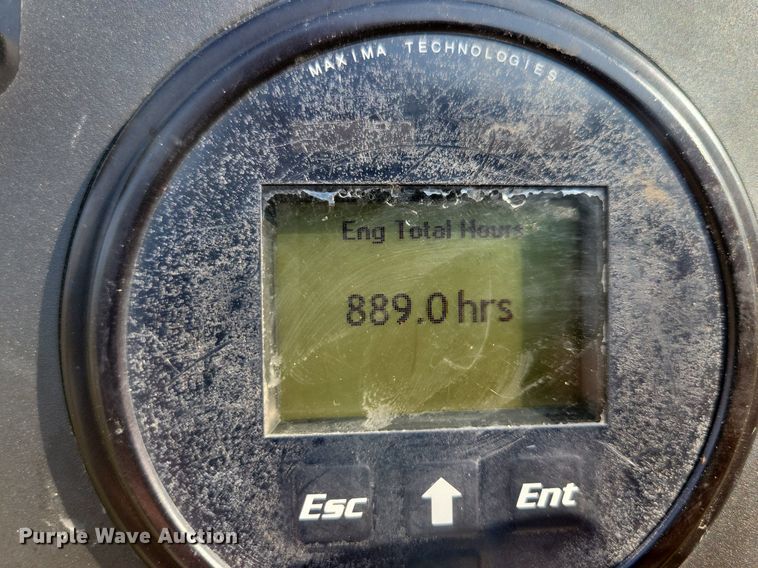 MAXIMA TECHNOLOGIES
Eng Total Hours
889.0 hrs
Esc
Ent
Purple Wave Auction